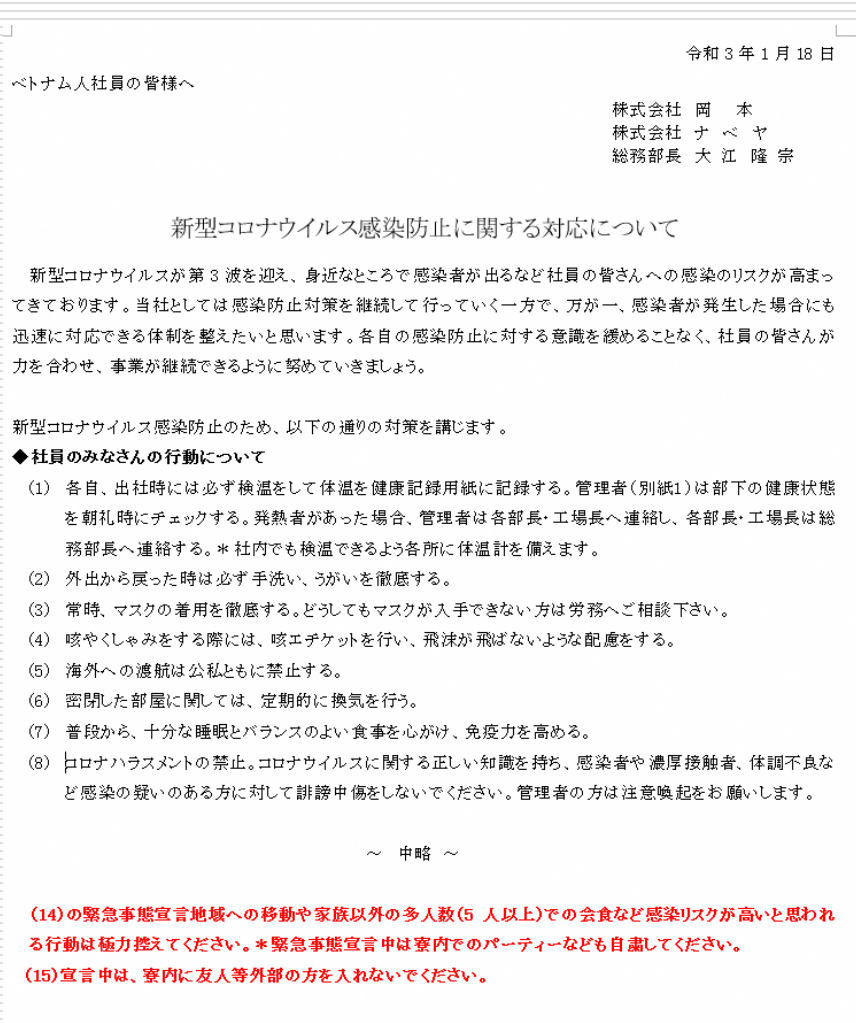 令和3年1月18日
ベトナム人社員の皆様へ
株式会社 岡 本
株式会社 ナ ベ ヤ
総務部長 大 江 隆 宗
新型コロナウイルス感染防止に関する対応について
新型コロナウイルスが第3波を迎え、身近なところで感染者が出るなど社員の皆さんへの感染のリスクが高まっ
てきております。当社としては感染防止対策を継続して行っていく一方で、万が一、感染者が発生した場合にも
迅速に対応できる体制を整えたいと思います。各自の感染防止に対する意識を緩めることなく、社員の皆さんが
力を合わせ、事業が継続できるように努めていきましょう。
新型コロナウイルス感染防止のため、以下の通りの対策を講じます。
◆社員のみなさんの行動について
(1) 各自、出社時には必ず検温をして体温を健康記録用紙に記録する。管理者(別紙1)は部下の健康状態
を朝礼時にチェックする。発熱者があった場合、管理者は各部長・工場長へ連絡し、各部長・工場長は総
務部長へ連絡する。*社内でも検温できるよう各所に体温計を備えます。
(2) 外出から戻った時は必ず手洗い、うがいを徹底する。
(3) 常時、マスクの着用を徹底する。どうしてもマスクが入手できない方は労務へご相談下さい。
(4) 咳やくしゃみをする際には、咳エチケットを行い、飛沫が飛ばないような配慮をする。
(5) 海外への渡航は公私ともに禁止する。
(6) 密閉した部屋に関しては、定期的に換気を行う。
(7) 普段から、十分な睡眠とバランスのよい食事を心がけ、免疫力を高める。
(8) コロナハラスメントの禁止。コロナウイルスに関する正しい知識を持ち、感染者や濃厚接触者、体調不良な
ど感染の疑いのある方に対して誹謗中傷をしないでください。管理者の方は注意喚起をお願いします。
～ 中略 ～
(14)の緊急事態宣言地域への移動や家族以外の多人数(5 人以上)での会食など感染リスクが高いと思われ
る行動は極力控えてください。*緊急事態宣言中は寮内でのパーティーなども自粛してください。
(15)宣言中は、寮内に友人等外部の方を入れないでください。